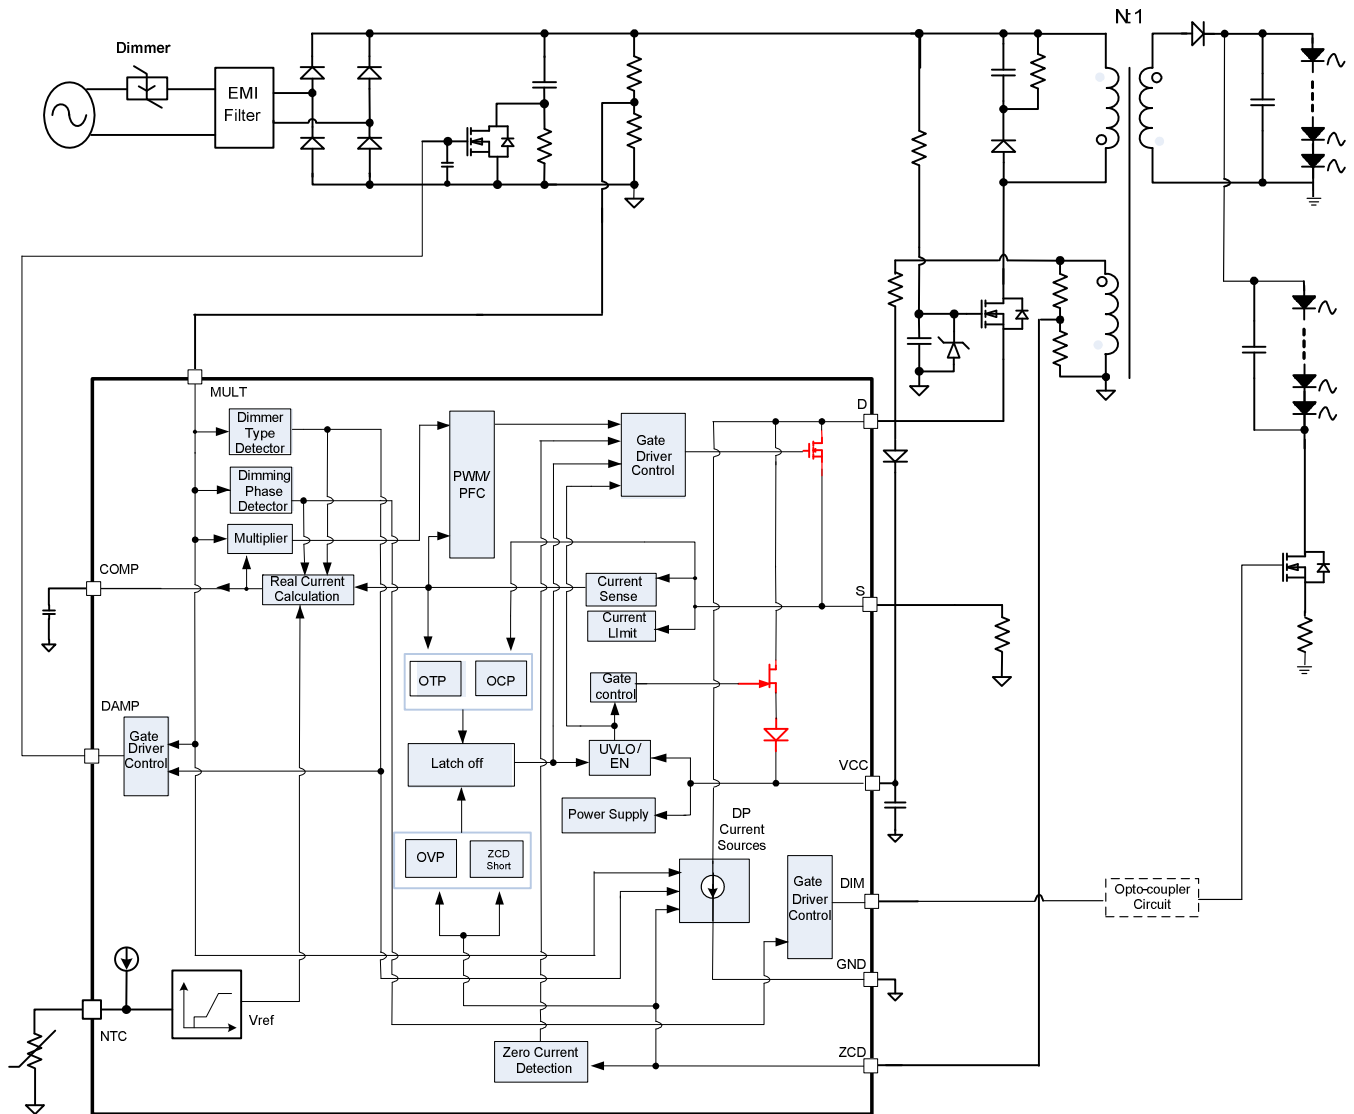 Nt1
Dimmer
EMI
Filter
MULT
D
Dimmer
Type
Detector
Gate
Driver
Control
PWM/
PFC
Dimming
Phase
Detector
Multiplier
COMP
Real Current
Calculation
Current
Sense
S
Current
LImit
OTP
OCP
Gate
control
DAMP
Gate
Driver
Control
Latch off
UVLO/
EN
VCC
Power Supply
DP
Current
Sources
OVP
ZCD
Short
Gate
Driver
Control
DIM
Opto-coupler
Circuit
GND
NTC
Vref
Zero Current
Detection
ZCD